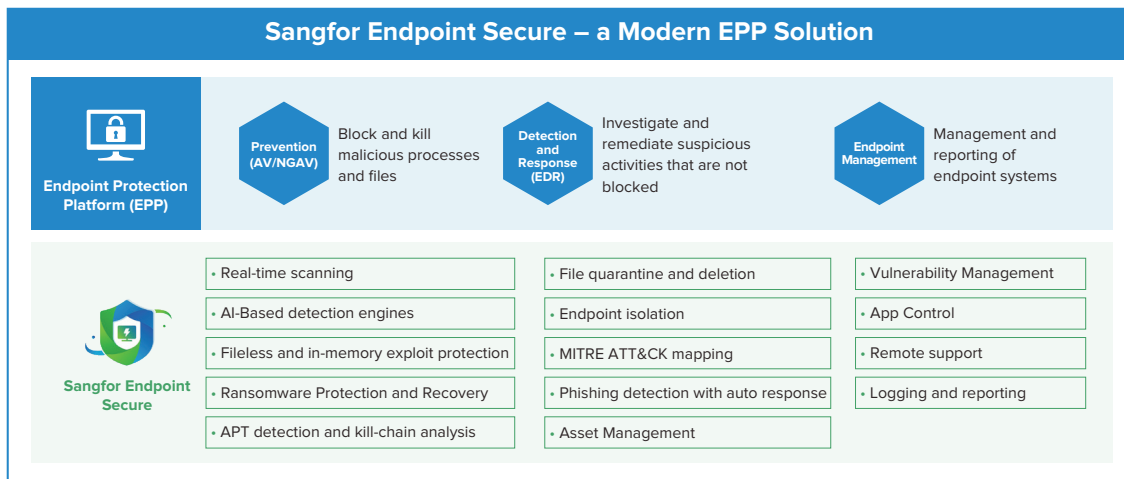 Sangfor Endpoint Secure – a Modern EPP Solution
Endpoint Protection
Platform (EPP)
Prevention
(AV/NGAV)
Block and kill
malicious processes
and files
Detection
and
Response
(EDR)
Investigate and
remediate suspicious
activities that are not
blocked
Endpoint
Management
Management and
reporting of
endpoint systems
Sangfor Endpoint
Secure
• Real-time scanning
• AI-Based detection engines
• Fileless and in-memory exploit protection
• Ransomware Protection and Recovery
• APT detection and kill-chain analysis
• File quarantine and deletion
• Endpoint isolation
• MITRE ATT&CK mapping
• Phishing detection with auto response
• Asset Management
• Vulnerability Management
• App Control
• Remote support
• Logging and reporting